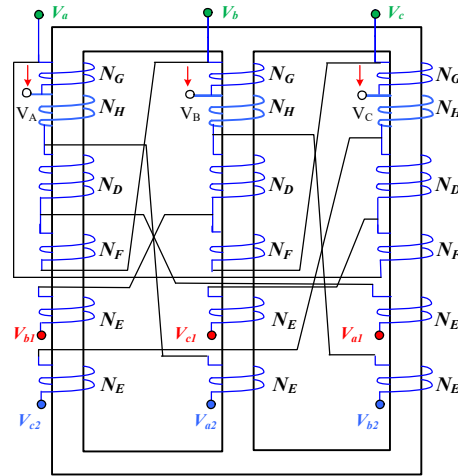 Va Vb Vc
NG NG NG
VA NH VB NH VC NH
ND ND ND
NF NF NF
NE NE NE
Vb1 Vc1 Va1
NE NE NE
Vc2 Va2 Vb2